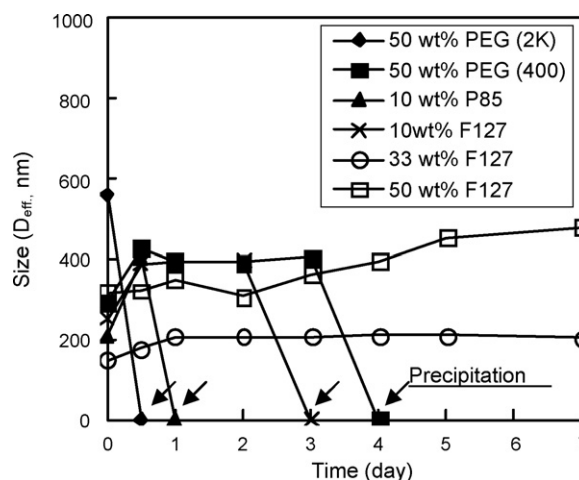 1000
800
600
400
200
0
Size (D_eff., nm)
50 wt% PEG (2K)
50 wt% PEG (400)
10 wt% P85
10wt% F127
33 wt% F127
50 wt% F127
Precipitation
0 1 2 3 4 5 6
Time (day)